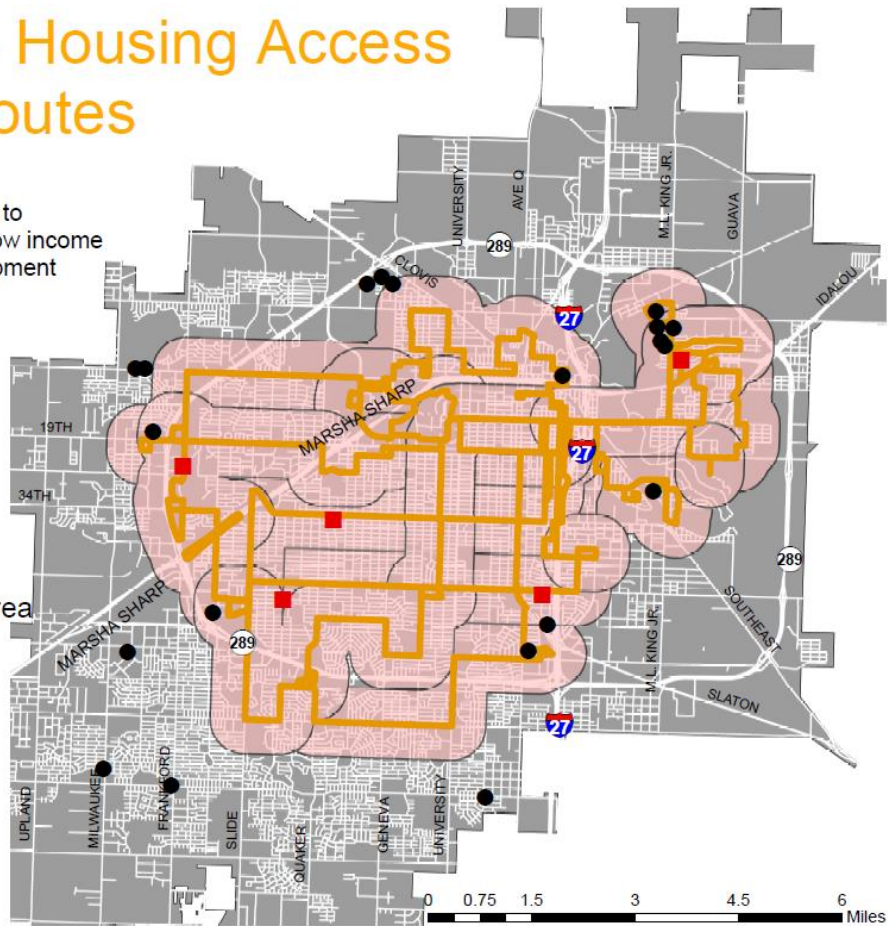 Housing Access
outes
to
ow income
pment
rea
UNIVERSITY
AVE Q
M.L. KING JR.
GUAVA
289
CLOVIS
IDALOU
27
MARSHA SHARP
19TH
27
34TH
289
MARSHA SHARP
289
SOUTHEAST
M.L. KING JR.
SLATON
27
UPLAND
MILWAUKEE
FRANKFORD
SLIDE
QUAKER
GENEVA
UNIVERSITY
0 0.75 1.5 3 4.5 6
Miles